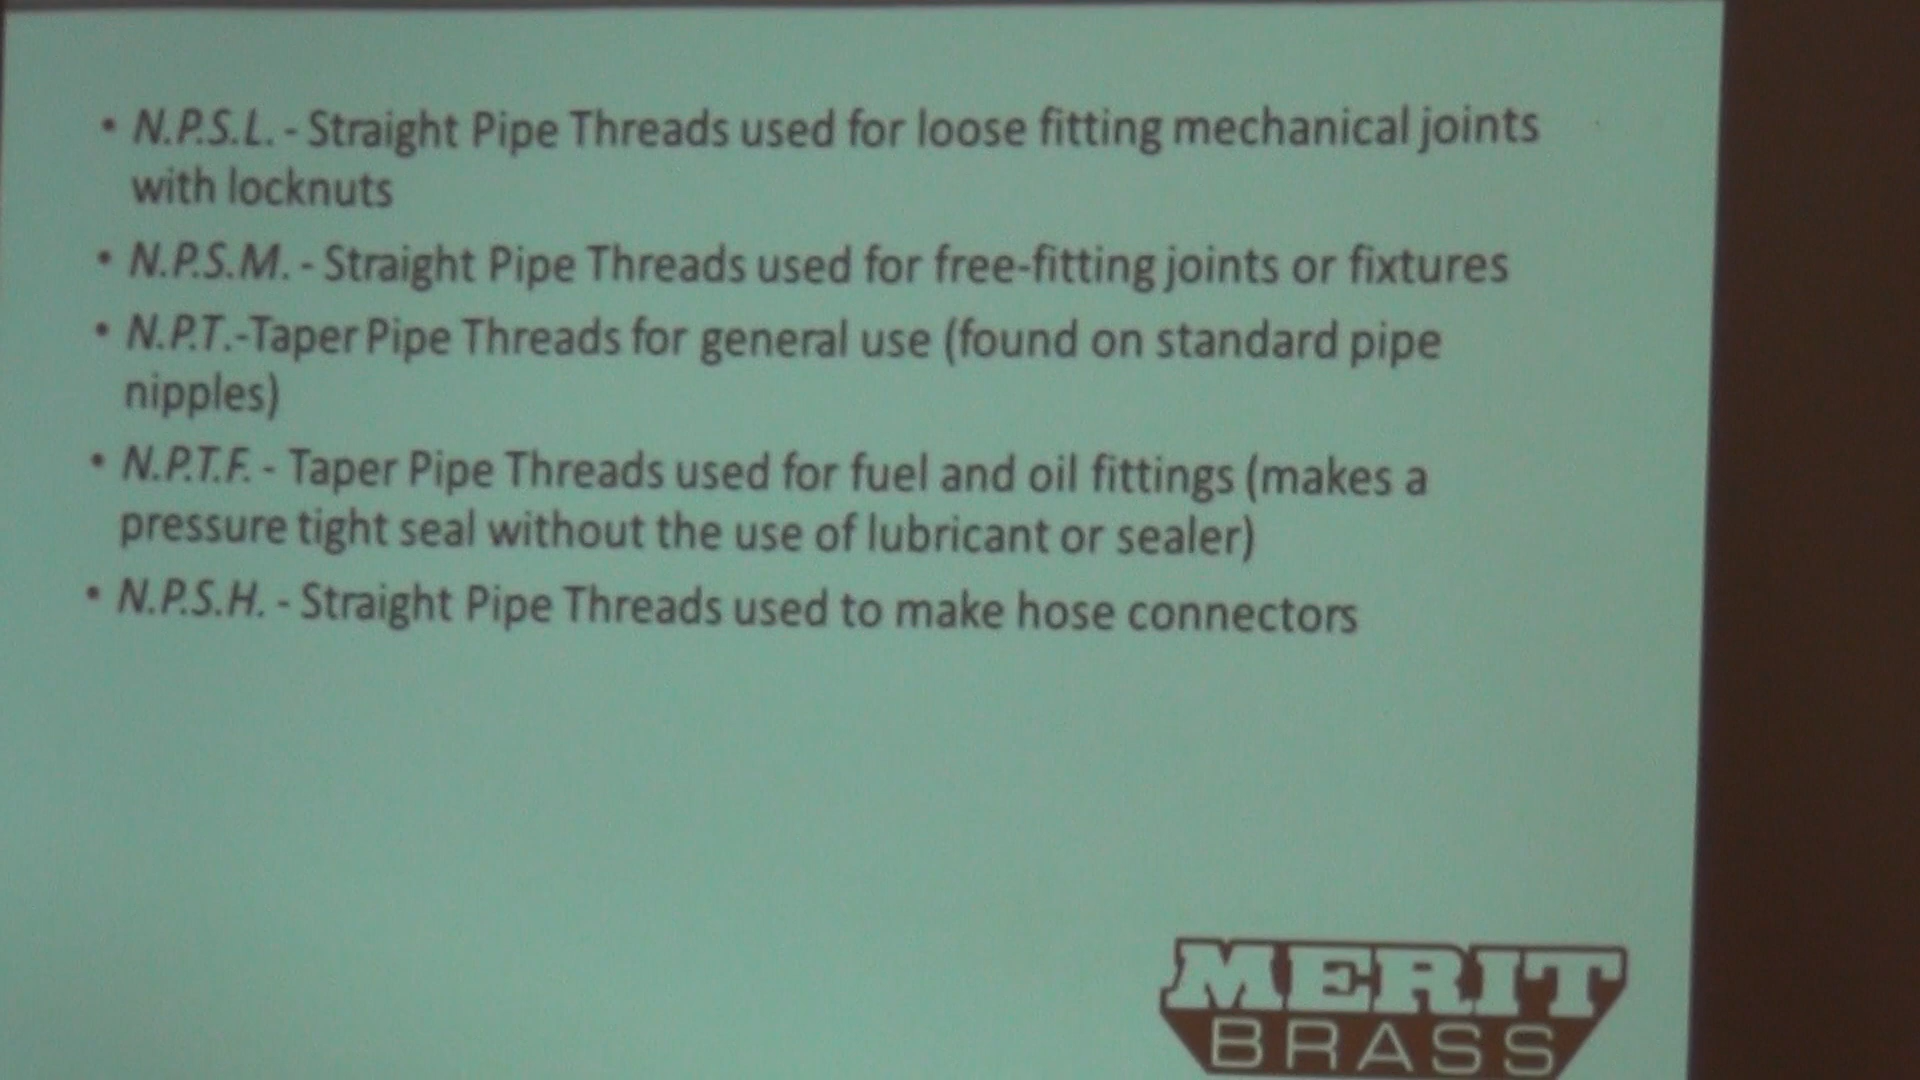 • N.P.S.L. - Straight Pipe Threads used for loose fitting mechanical joints
with locknuts
• N.P.S.M. - Straight Pipe Threads used for free-fitting joints or fixtures
• N.P.T.-Taper Pipe Threads for general use (found on standard pipe
nipples)
• N.P.T.F. - Taper Pipe Threads used for fuel and oil fittings (makes a
pressure tight seal without the use of lubricant or sealer)
• N.P.S.H. - Straight Pipe Threads used to make hose connectors
MERIT
BRASS